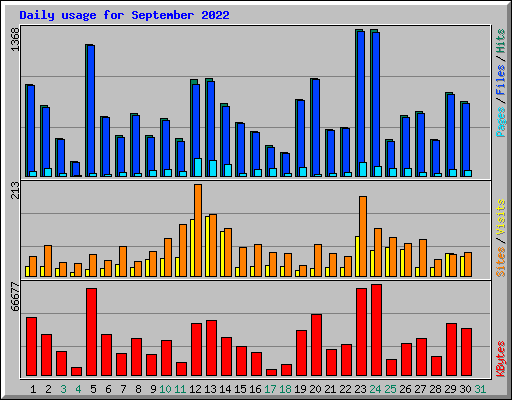 Daily usage for September 2022
1368
Pages / Files / Hits
213
Sites / Visits
66677
KBytes
1 2 3 4 5 6 7 8 9 10 11 12 13 14 15 16 17 18 19 20 21 22 23 24 25 26 27 28 29 30 31